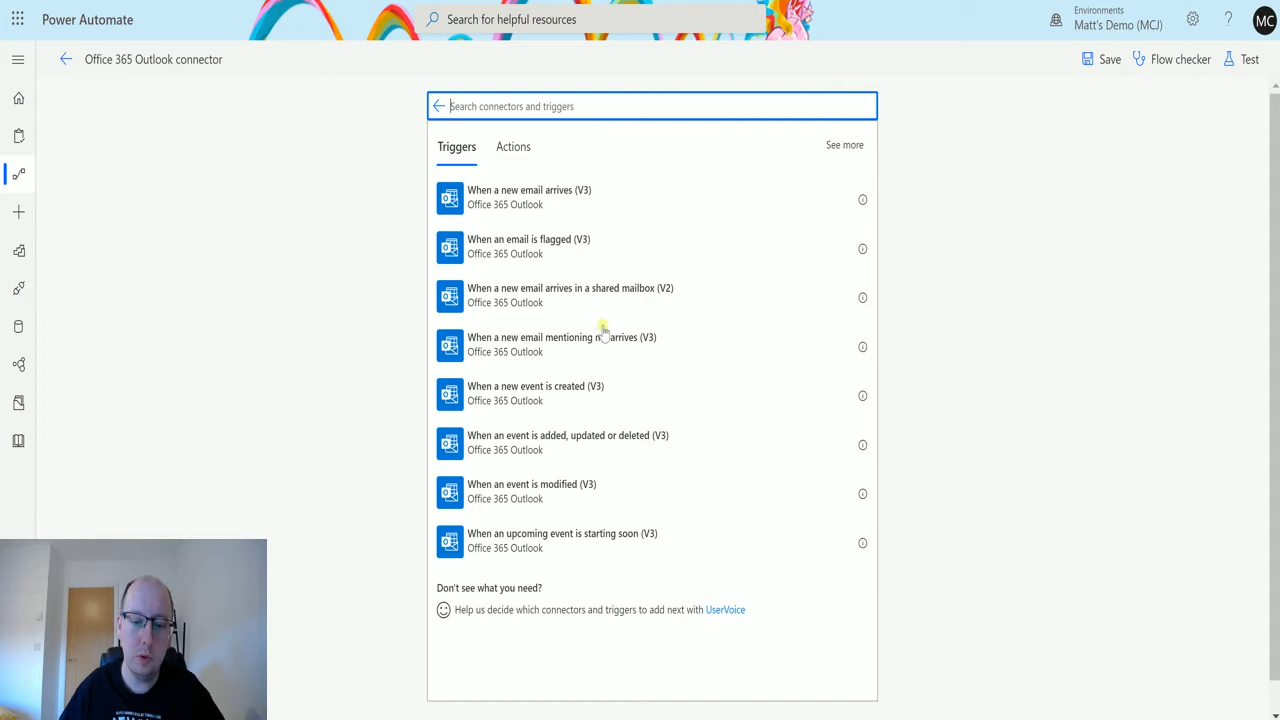 Power Automate
Search for helpful resources
Environments
Matt's Demo (MCJ)
MC
Office 365 Outlook connector
Save
Flow checker
Test
Search connectors and triggers
Triggers
Actions
See more
When a new email arrives (V3)
Office 365 Outlook
When an email is flagged (V3)
Office 365 Outlook
When a new email arrives in a shared mailbox (V2)
Office 365 Outlook
When a new email mentioning arrives (V3)
Office 365 Outlook
When a new event is created (V3)
Office 365 Outlook
When an event is added, updated or deleted (V3)
Office 365 Outlook
When an event is modified (V3)
Office 365 Outlook
When an upcoming event is starting soon (V3)
Office 365 Outlook
Don't see what you need?
Help us decide which connectors and triggers to add next with UserVoice